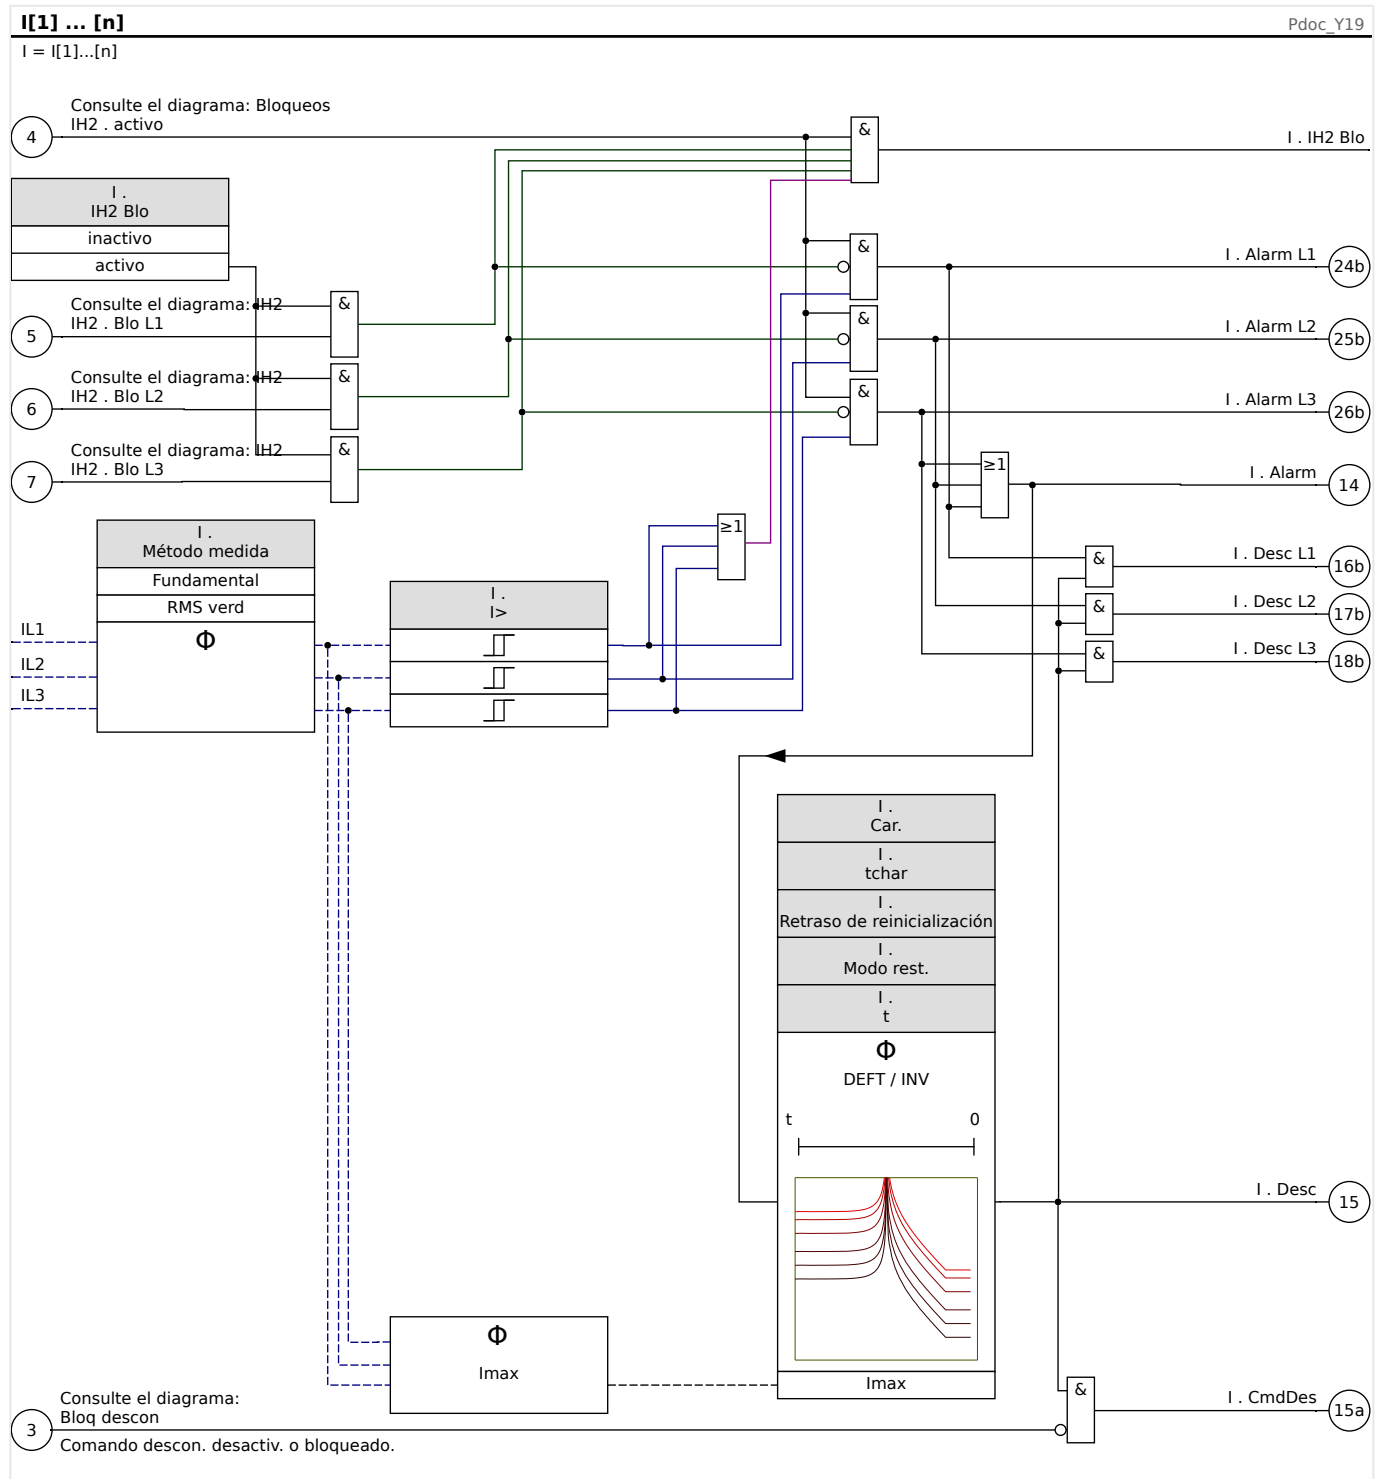 I[1] ... [n]
Pdoc_Y19
I = I[1]...[n]
Consulte el diagrama: Bloqueos
4
IH2 . activo
&
I . IH2 Blo
I .
IH2 Blo
inactivo
activo
&
I . Alarm L1
24b
Consulte el diagrama: IH2
5
IH2 . Blo L1
&
&
I . Alarm L2
25b
Consulte el diagrama: IH2
6
IH2 . Blo L2
&
&
I . Alarm L3
26b
Consulte el diagrama: IH2
7
IH2 . Blo L3
&
≥1
I . Alarm
14
I .
Método medida
Fundamental
RMS verd
Φ
IL1
IL2
IL3
≥1
I .
I>
&
I . Desc L1
16b
&
I . Desc L2
17b
&
I . Desc L3
18b
I .
Car.
I .
tchar
I .
Retraso de reinicialización
I .
Modo rest.
I .
t
Φ
DEFT / INV
t
0
I . Desc
15
Φ
Imax
Imax
&
I . CmdDes
15a
Consulte el diagrama:
Bloq descon
3
Comando descon. desactiv. o bloqueado.